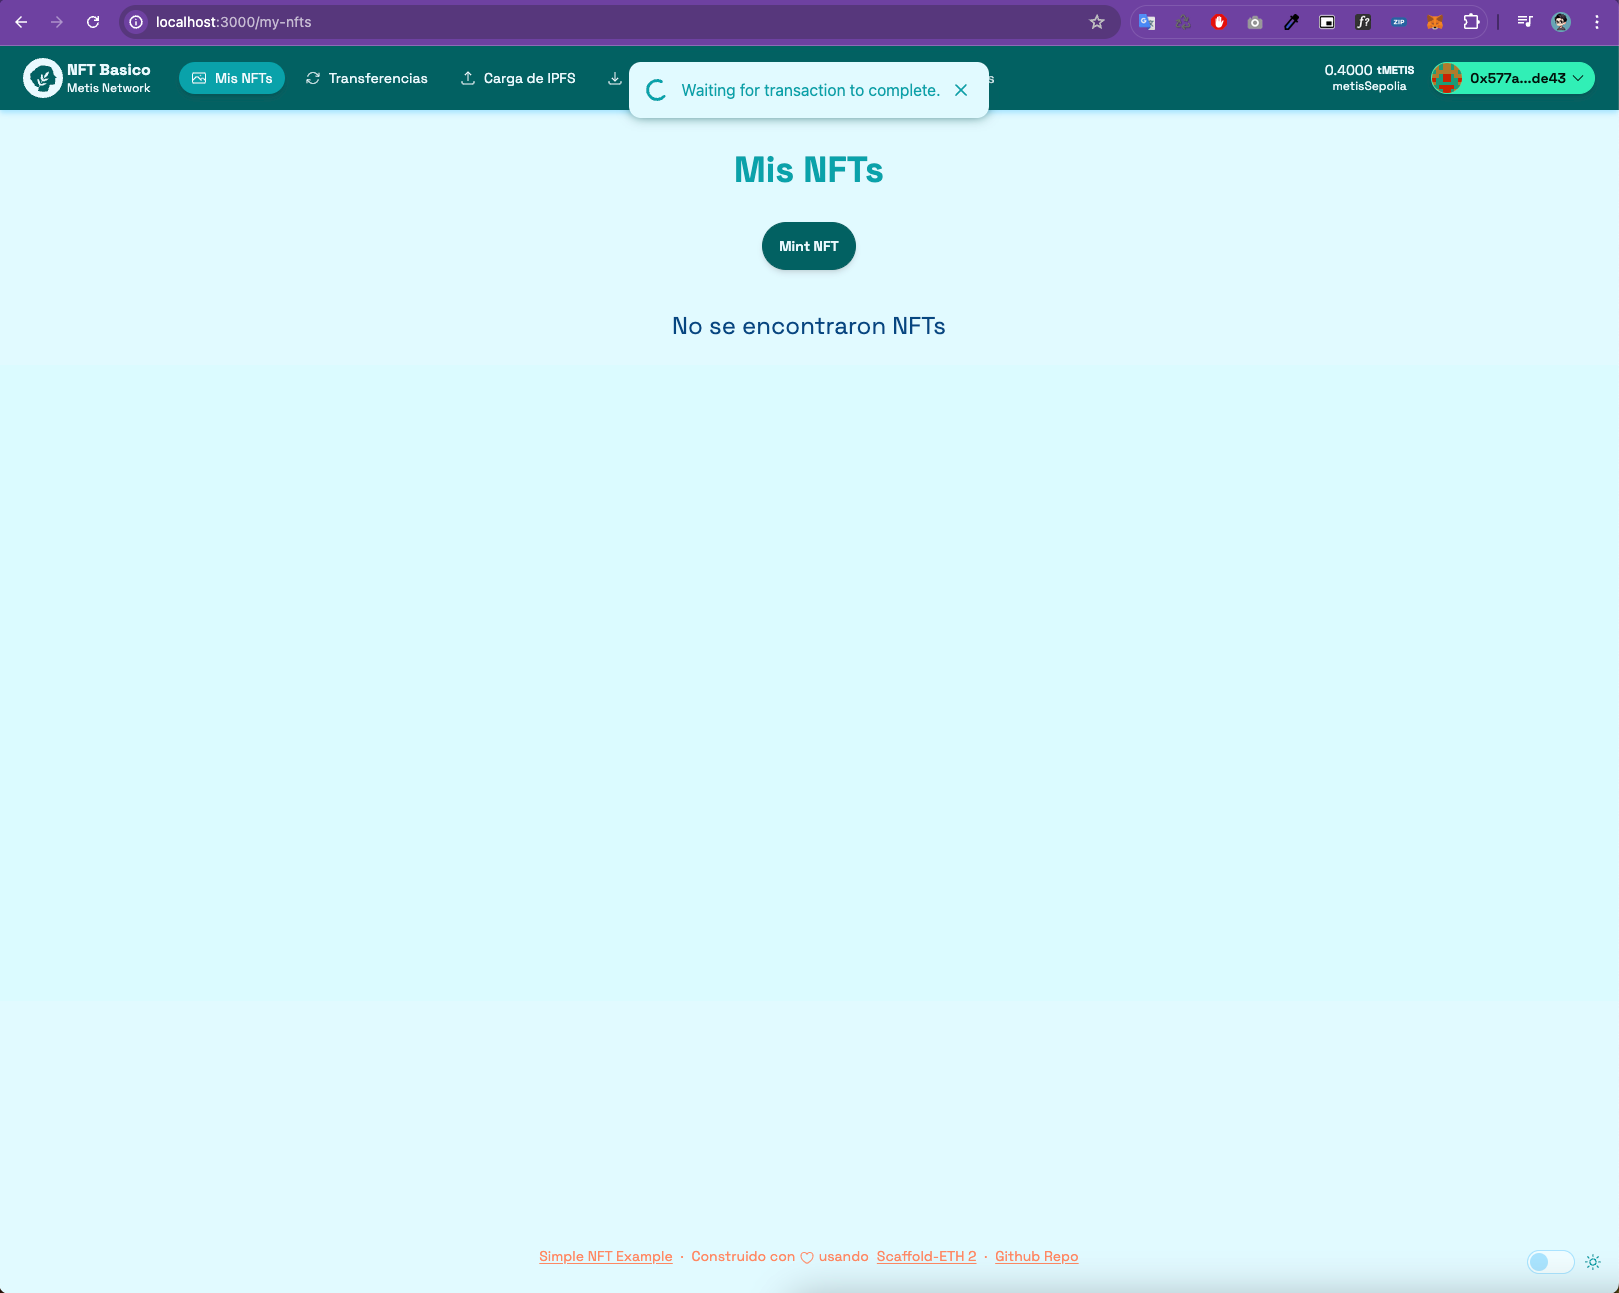 localhost:3000/my-nfts
NFT Basico
Metis Network
Mis NFTs
Transferencias
Carga de IPFS
Waiting for transaction to complete.
s
0.4000 tMETIS
metisSepolia
0x577a...de43
Mis NFTs
Mint NFT
No se encontraron NFTs
Simple NFT Example · Construido con ♡ usando Scaffold-ETH 2 · Github Repo